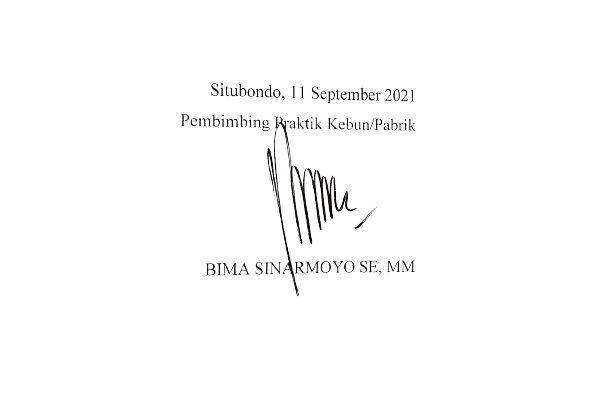 Situbondo, 11 September 2021
Pembimbing Praktik Kebun/Pabrik
BIMA SINARMOYO SE, MM